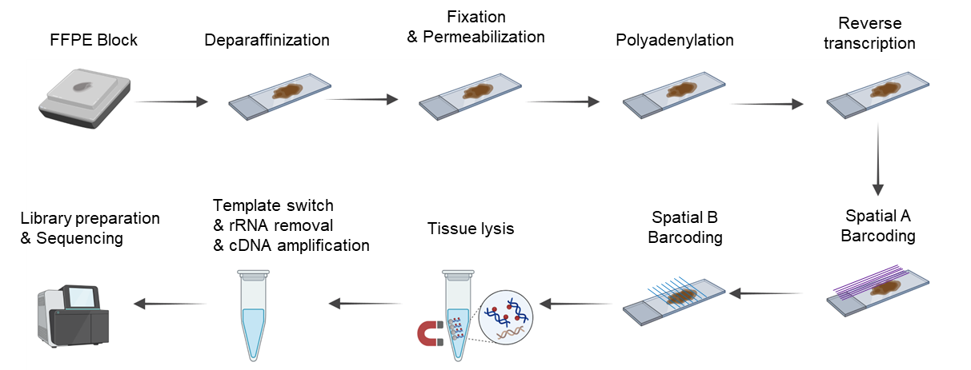 FFPE Block
Deparaffinization
Fixation
& Permeabilization
Polyadenylation
Reverse
transcription
Spatial A
Barcoding
Spatial B
Barcoding
Tissue lysis
Template switch
& rRNA removal
& cDNA amplification
Library preparation
& Sequencing